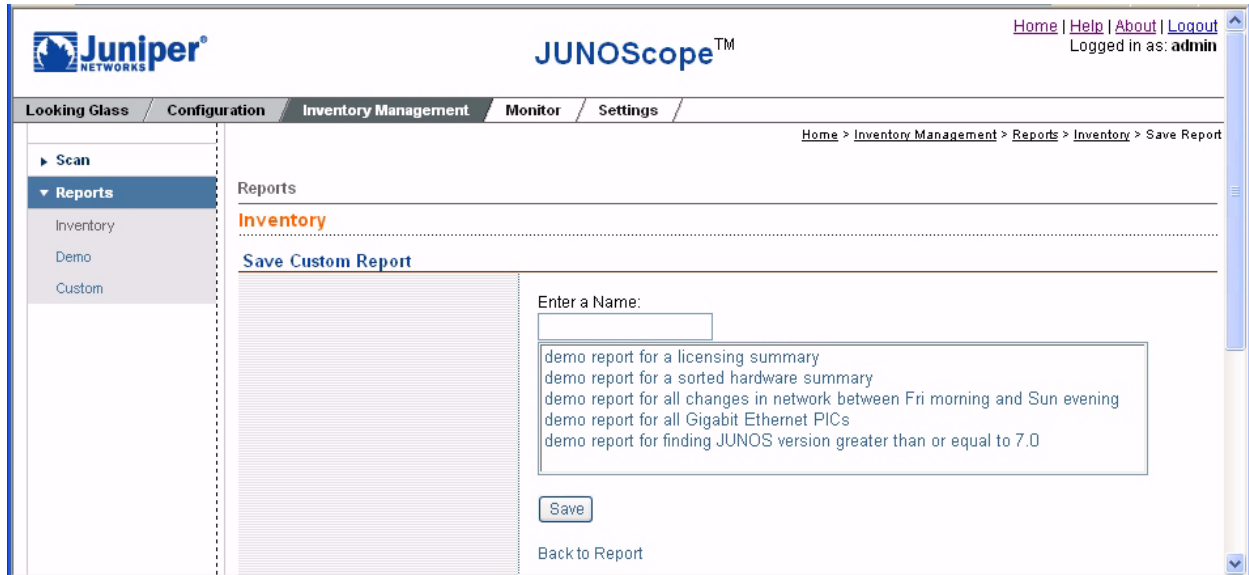 Juniper®
NETWORKS
JUNOScope™
Home | Help | About | Logout
Logged in as: admin
Looking Glass / Configuration / Inventory Management / Monitor / Settings /
Home > Inventory Management > Reports > Inventory > Save Report
Scan
Reports
Inventory
Demo
Custom
Reports
Inventory
Save Custom Report
Enter a Name:
demo report for a licensing summary
demo report for a sorted hardware summary
demo report for all changes in network between Fri morning and Sun evening
demo report for all Gigabit Ethernet PICs
demo report for finding JUNOS version greater than or equal to 7.0
Save
Back to Report